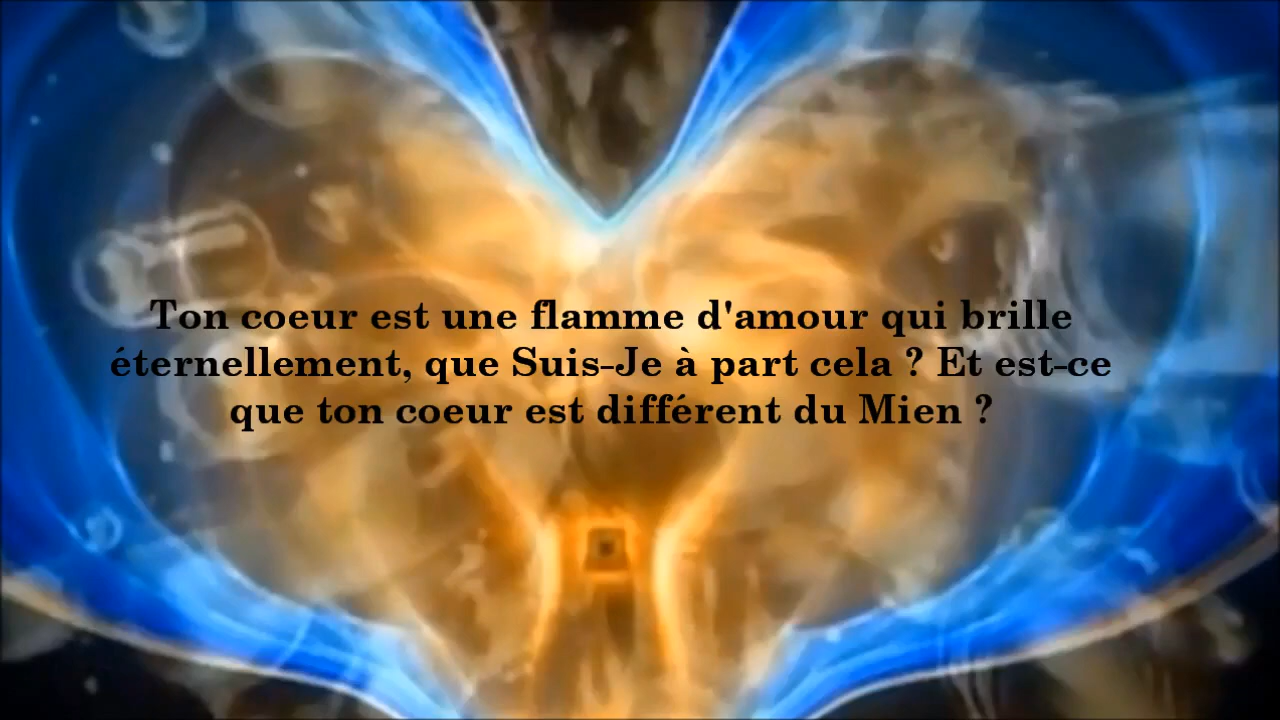 Ton coeur est une flamme d'amour qui brille
éternellement, que Suis-Je à part cela ? Et est-ce
que ton coeur est différent du Mien ?